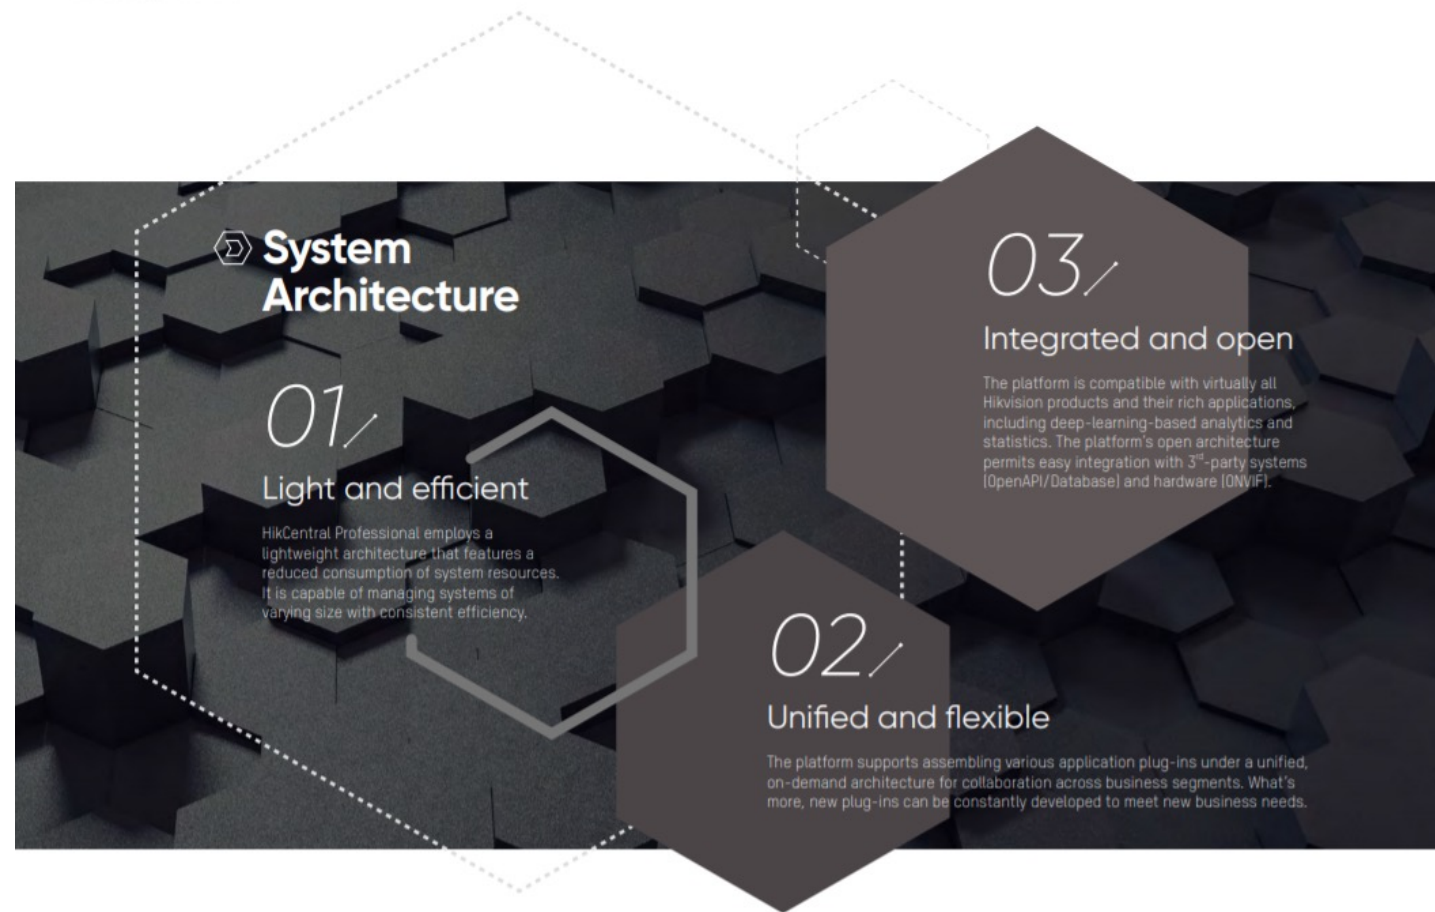 System
Architecture
01
Light and efficient
HikCentral Professional employs a
lightweight architecture that features a
reduced consumption of system resources.
It is capable of managing systems of
varying size with consistent efficiency.
02
Unified and flexible
The platform supports assembling various application plug-ins under a unified,
on-demand architecture for collaboration across business segments. What's
more, new plug-ins can be constantly developed to meet new business needs.
03
Integrated and open
The platform is compatible with virtually all
Hikvision products and their rich applications,
including deep-learning-based analytics and
statistics. The platform's open architecture
permits easy integration with 3rd-party systems
(OpenAPI/Database) and hardware (ONVIF).